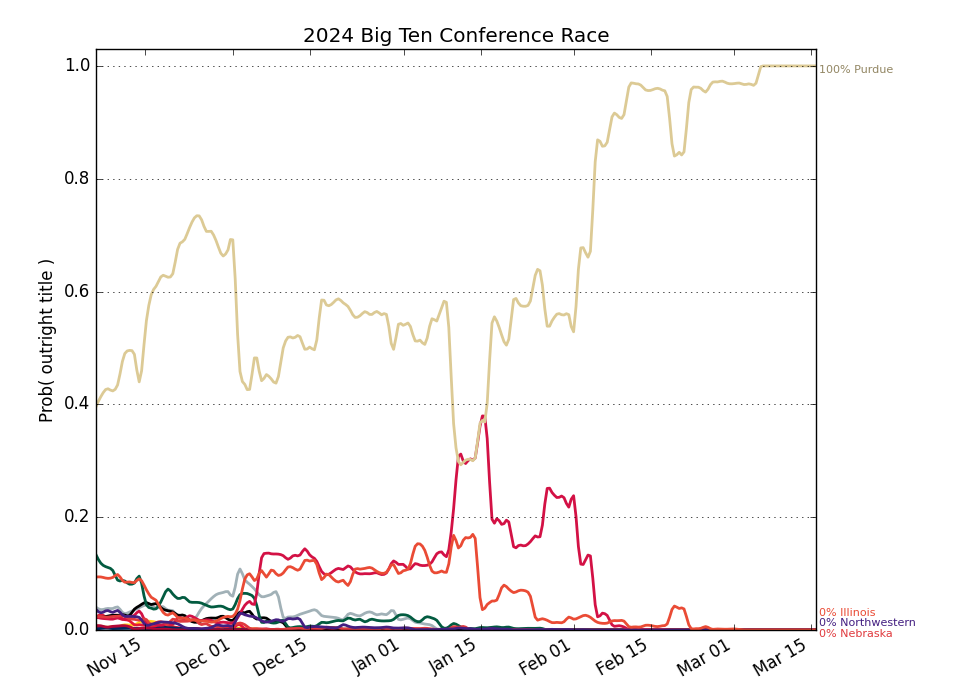 2024 Big Ten Conference Race
Prob( outright title )
1.0
0.8
0.6
0.4
0.2
0.0
Nov 15
Dec 01
Dec 15
Jan 01
Jan 15
Feb 01
Feb 15
Mar 01
Mar 15
100% Purdue
0% Illinois
0% Northwestern
0% Nebraska